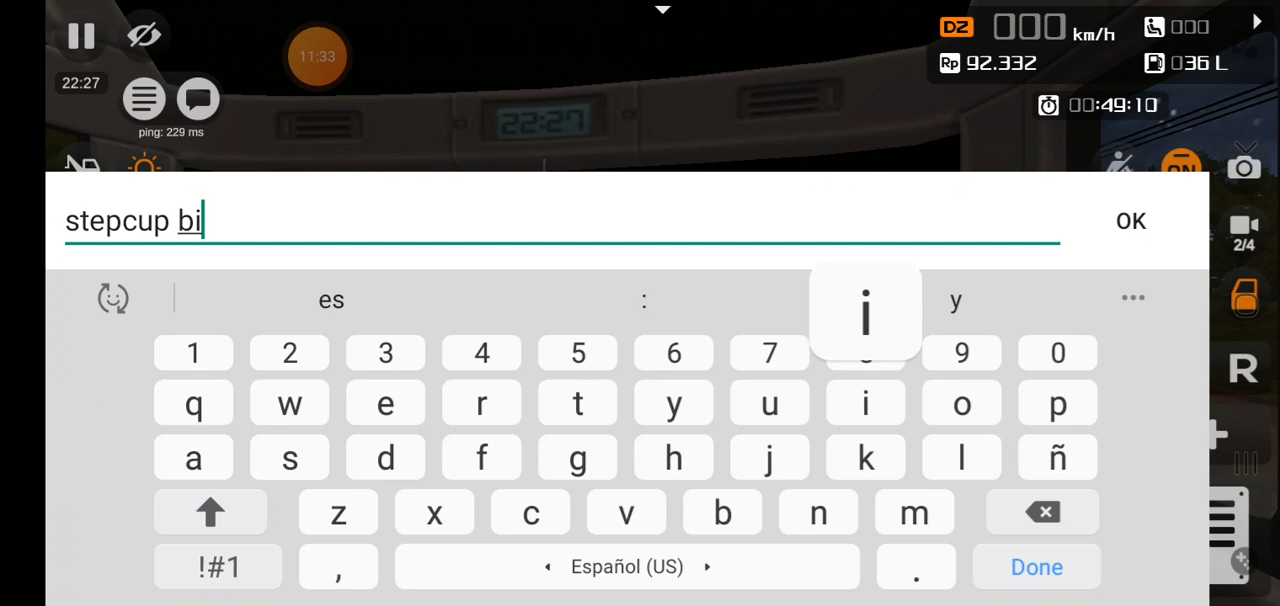 11:33
DZ 000 km/h 000
22:27
Rp 92.332 036 L
00:49:10
22:27
ping: 229 ms
ON
stepcup bi
OK
2/4
es : y
i
1 2 3 4 5 6 7 9 0
q w e r t y u i o p
R
a s d f g h j k l ñ
z x c v b n m
!#1 , Español (US) . Done